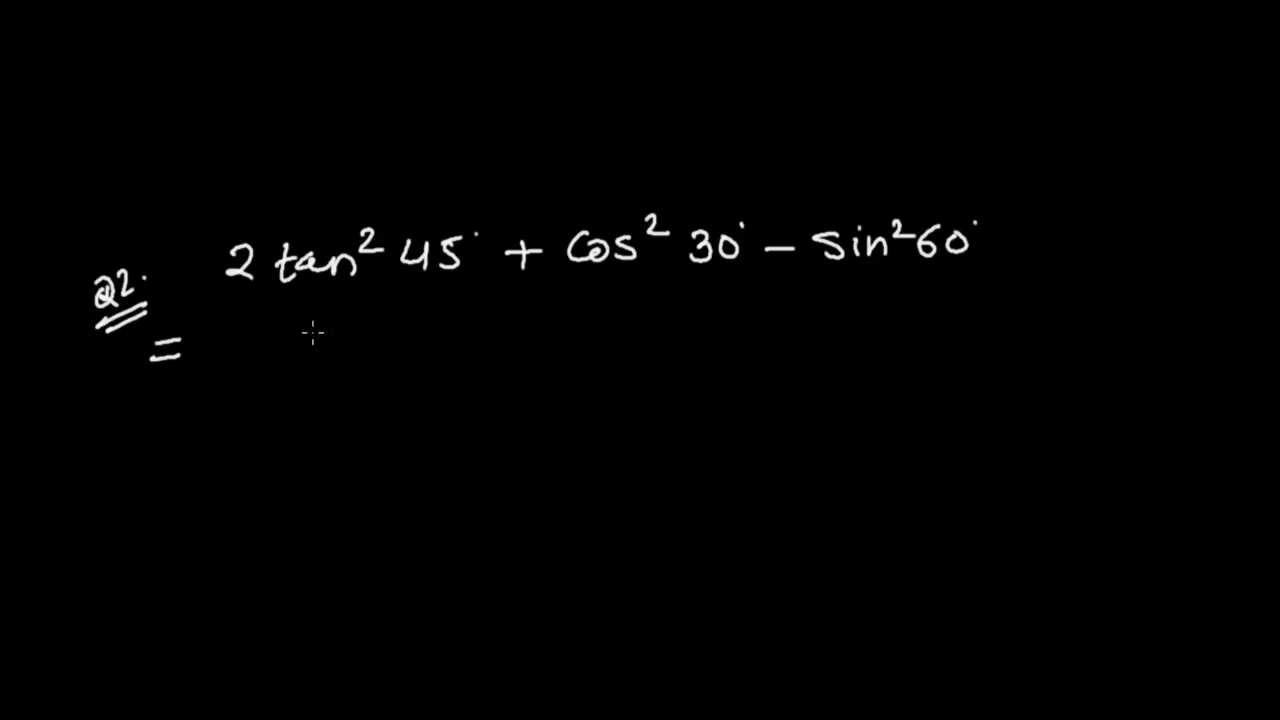 2 tan² 45° + cos² 30° - sin² 60°
Q2.
=